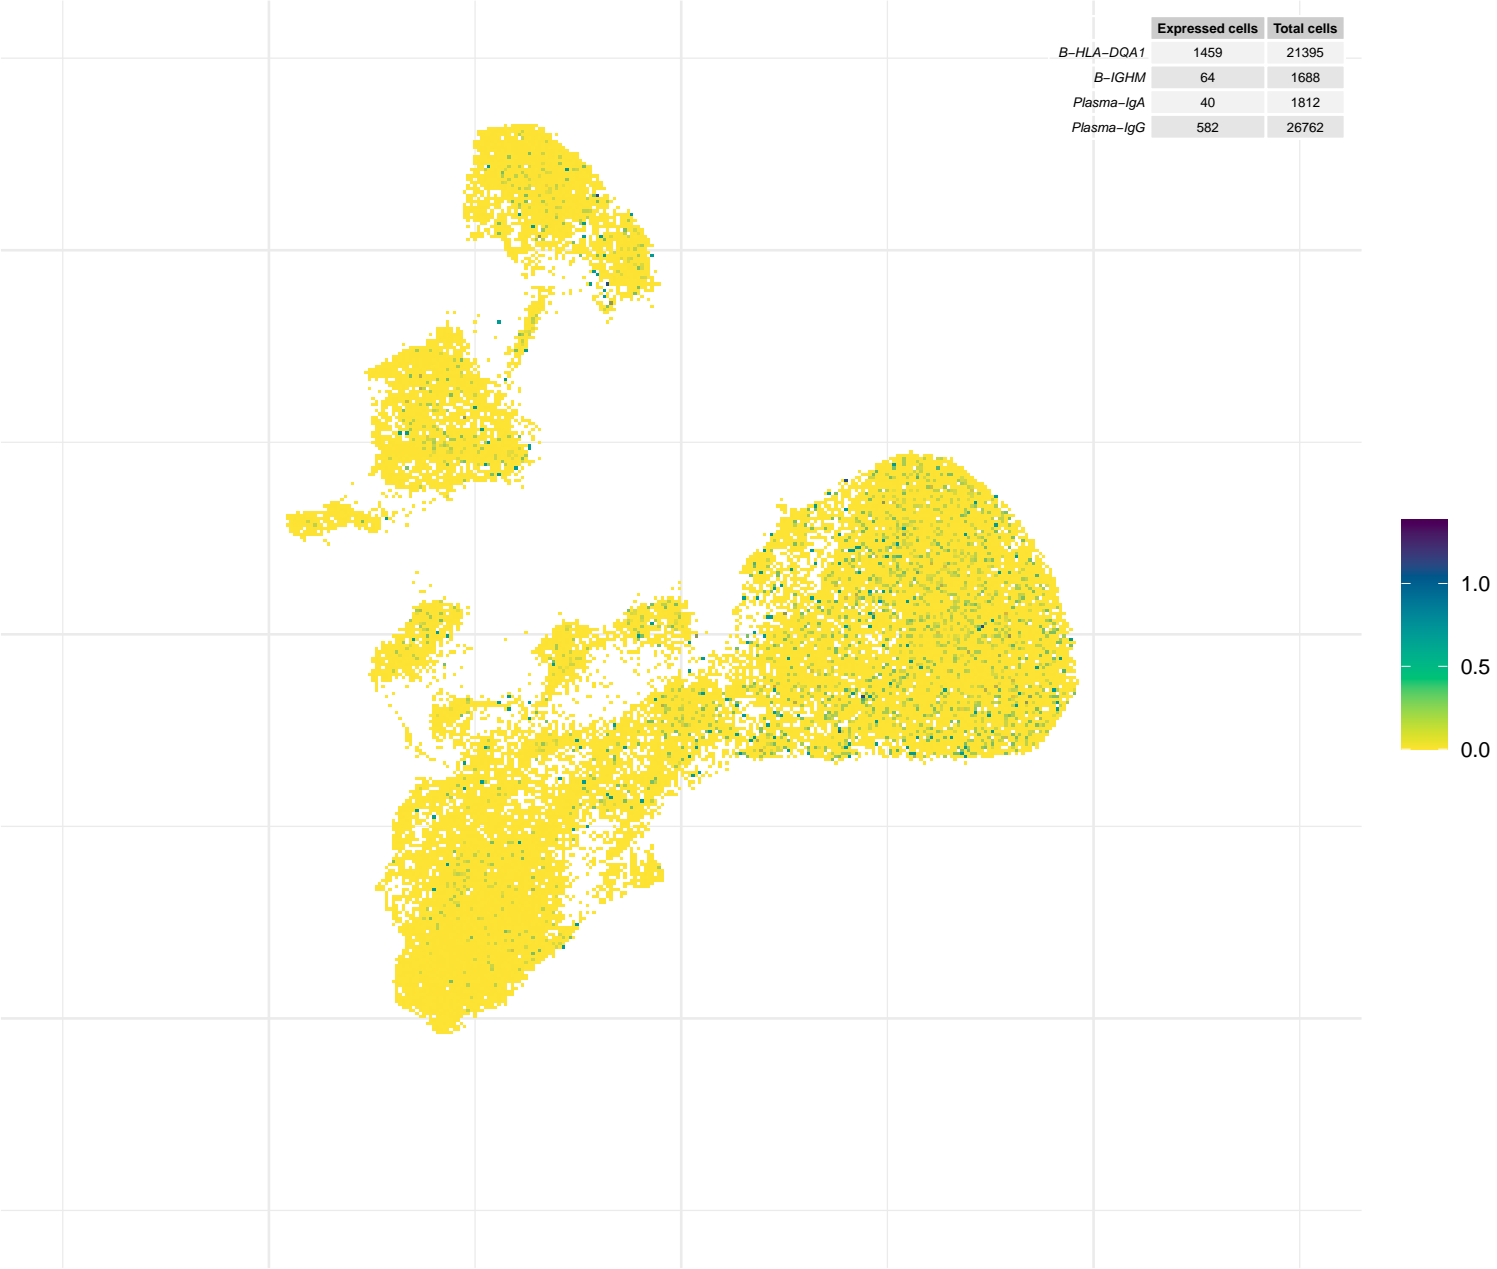 Expressed cells Total cells
B−HLA−DQA1 1459 21395
B−IGHM 64 1688
Plasma−IgA 40 1812
Plasma−IgG 582 26762
1.0
0.5
0.0